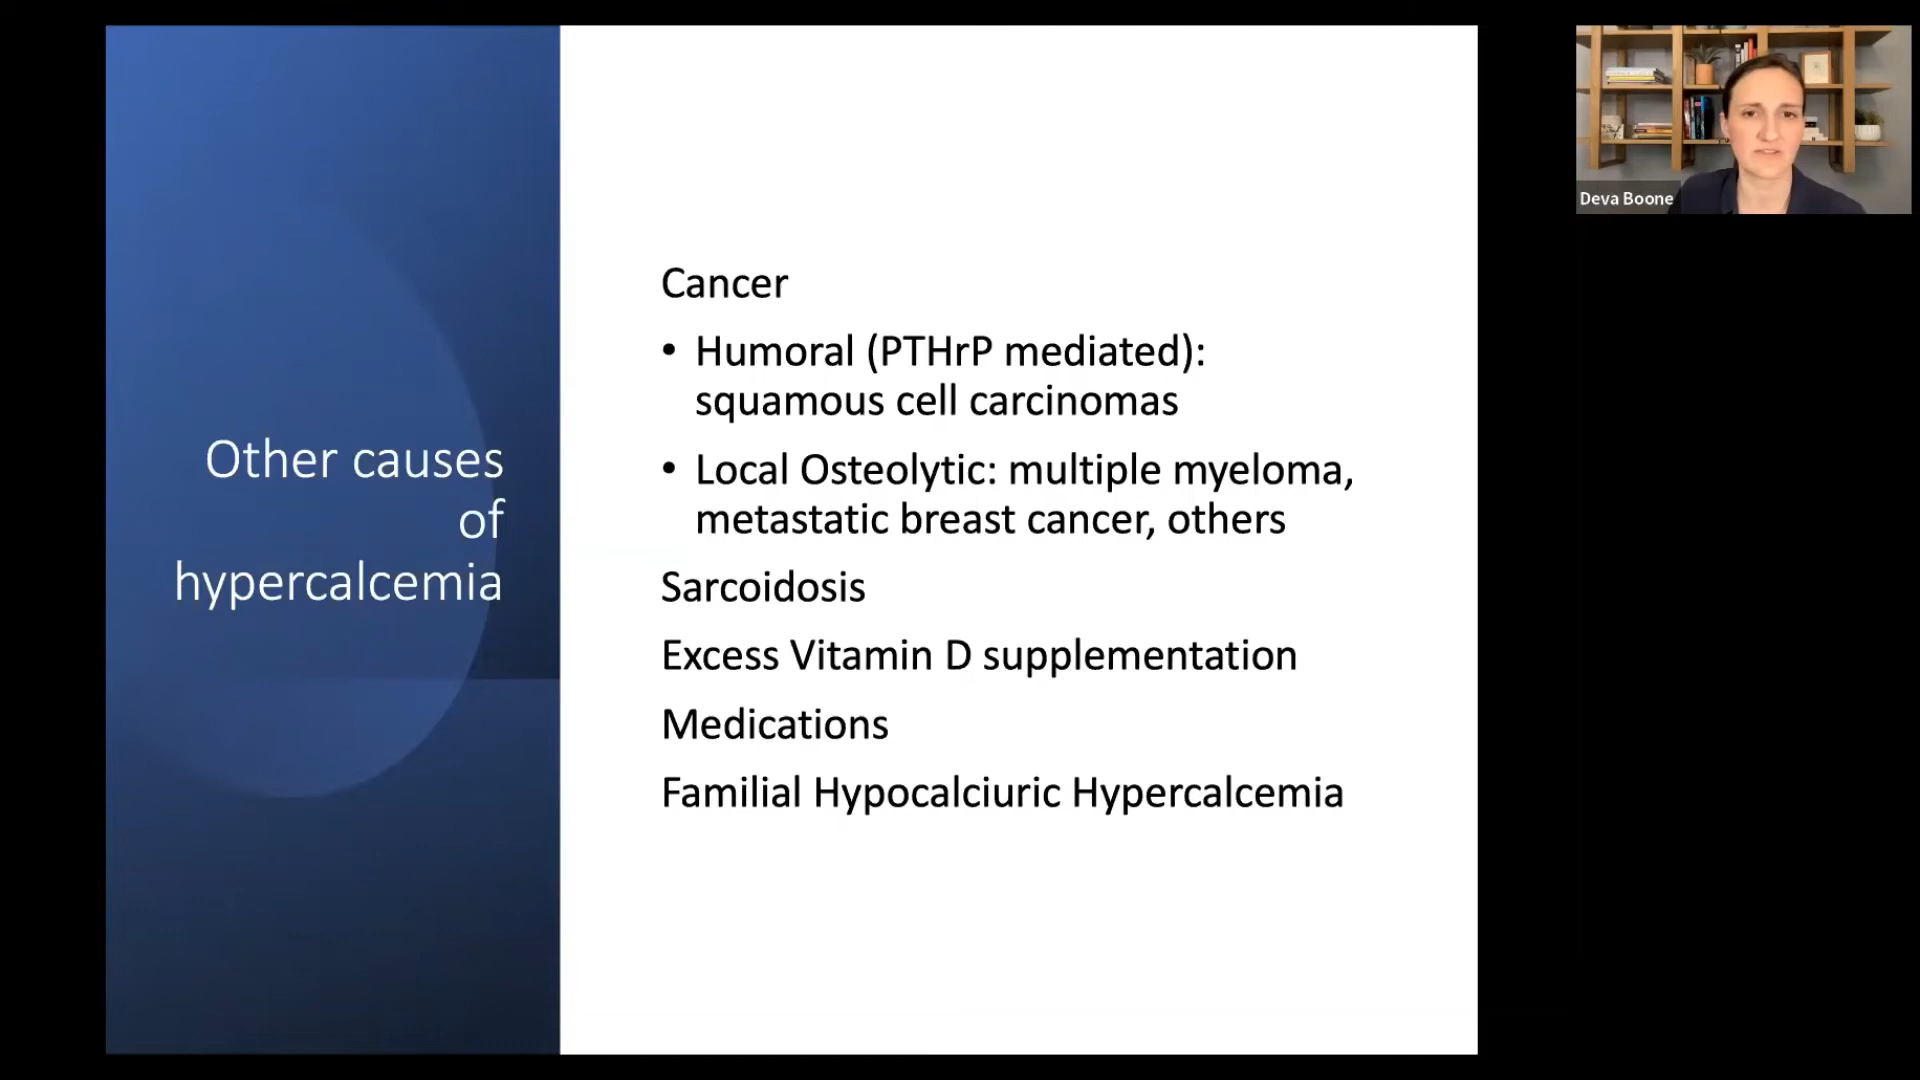 Other causes
of
hypercalcemia
Cancer
• Humoral (PTHrP mediated):
squamous cell carcinomas
• Local Osteolytic: multiple myeloma,
metastatic breast cancer, others
Sarcoidosis
Excess Vitamin D supplementation
Medications
Familial Hypocalciuric Hypercalcemia
Deva Boone